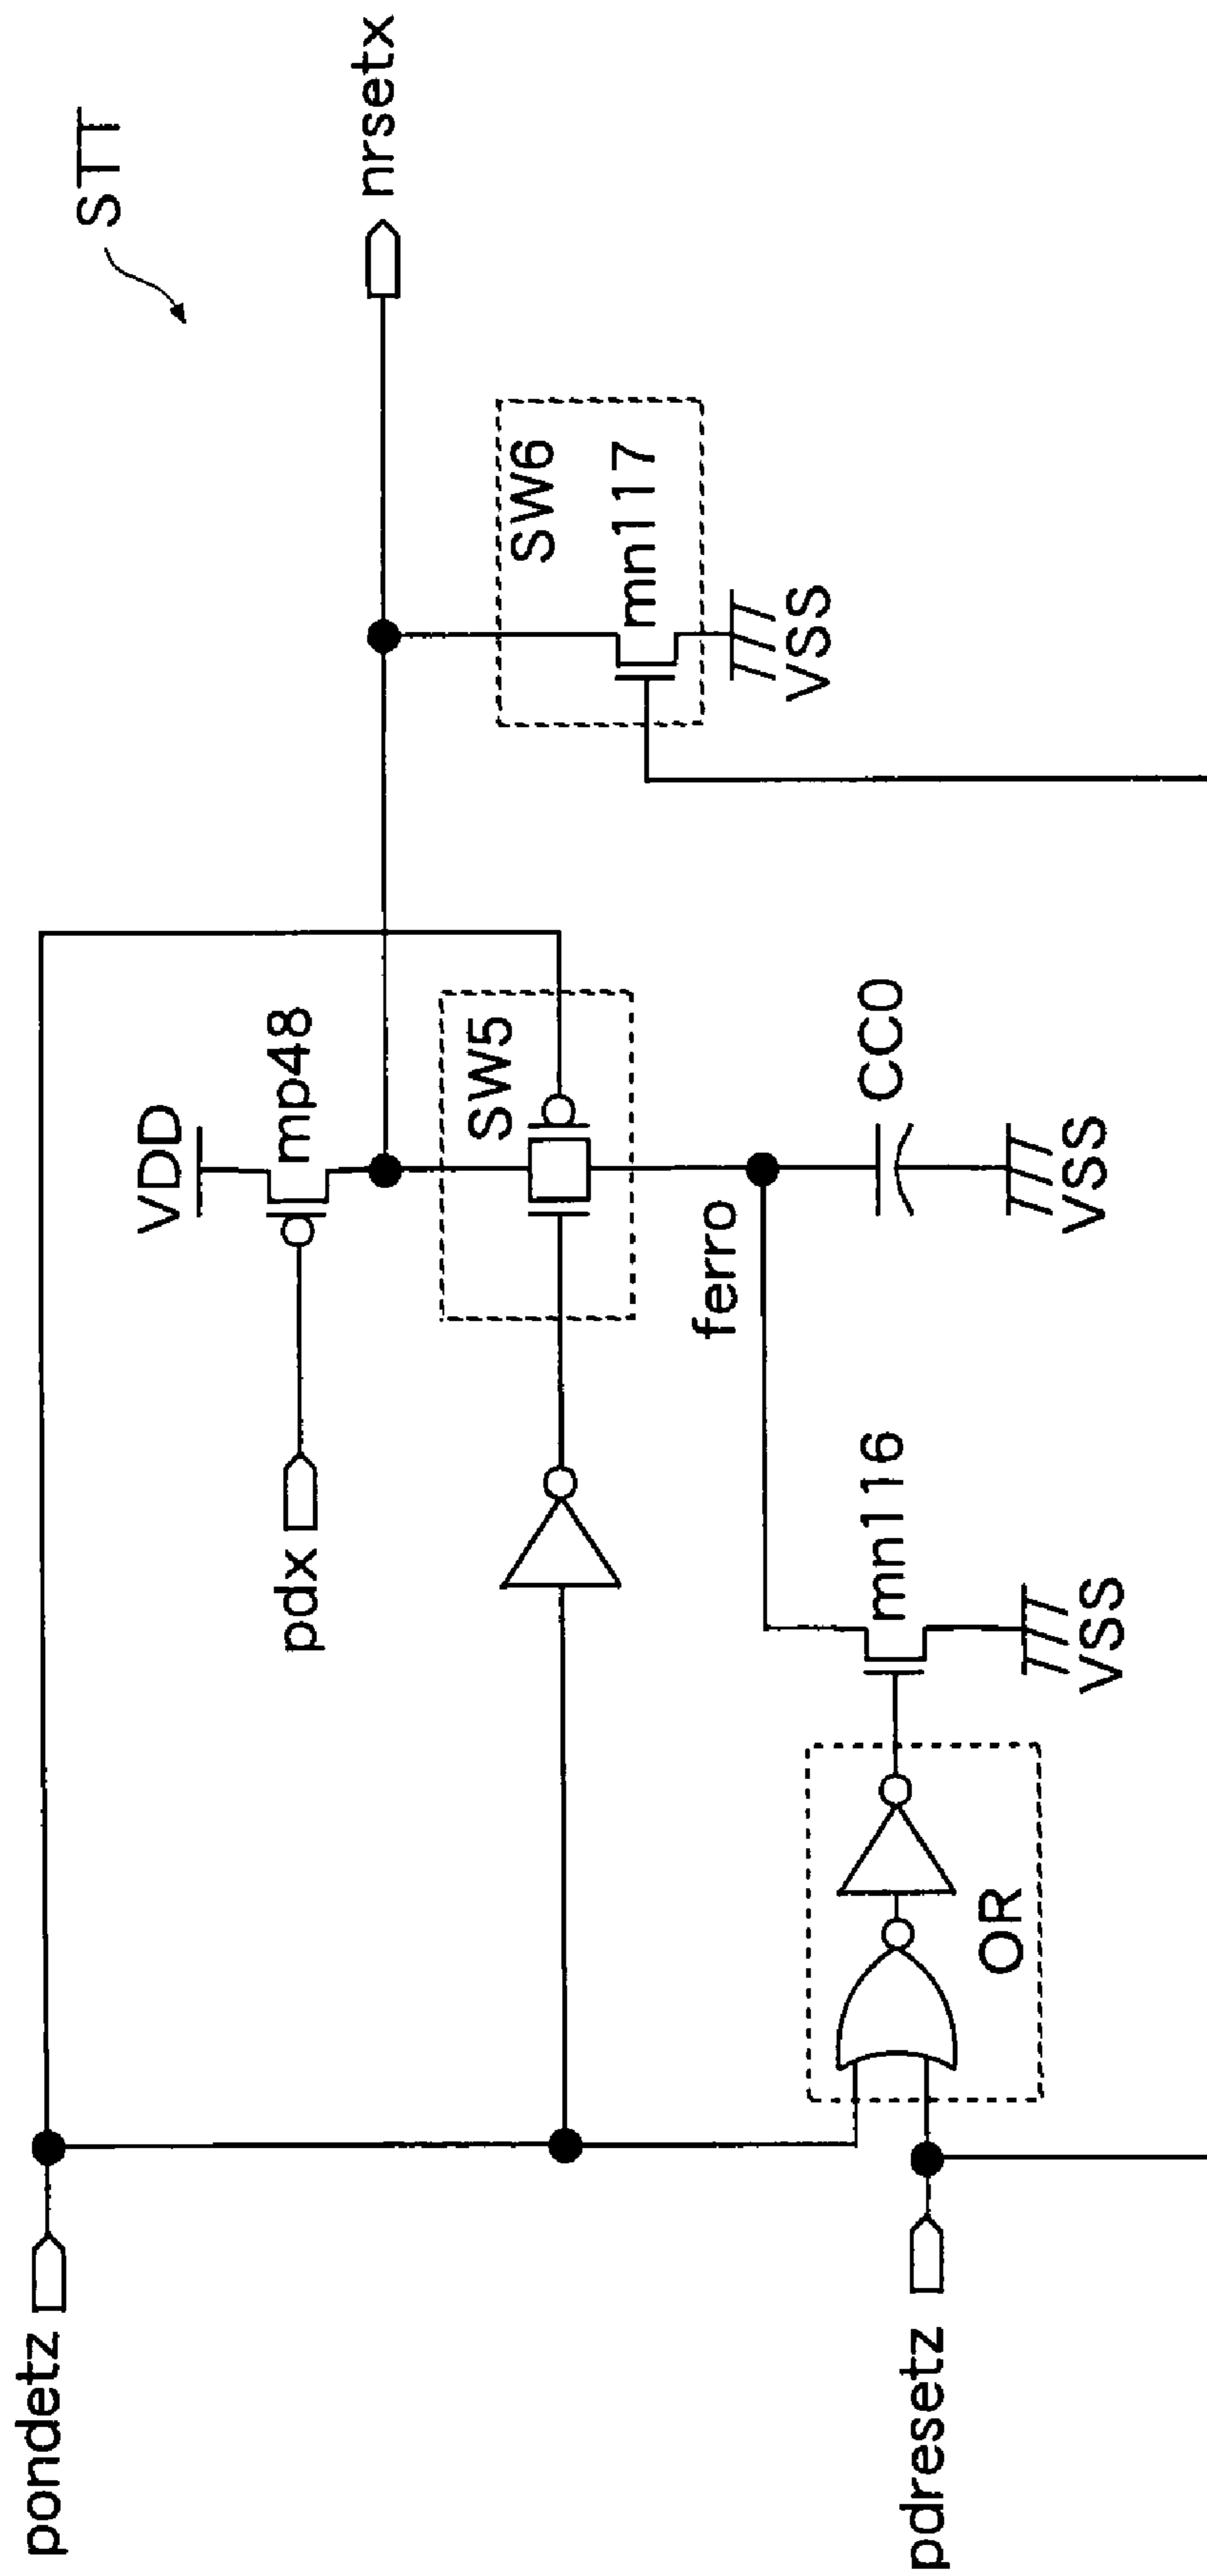 STT
pondetz
VDD
pdx
mp48
nrsetx
SW5
SW6
mn117
VSS
ferro
CC0
VSS
mn116
VSS
OR
pdresetz